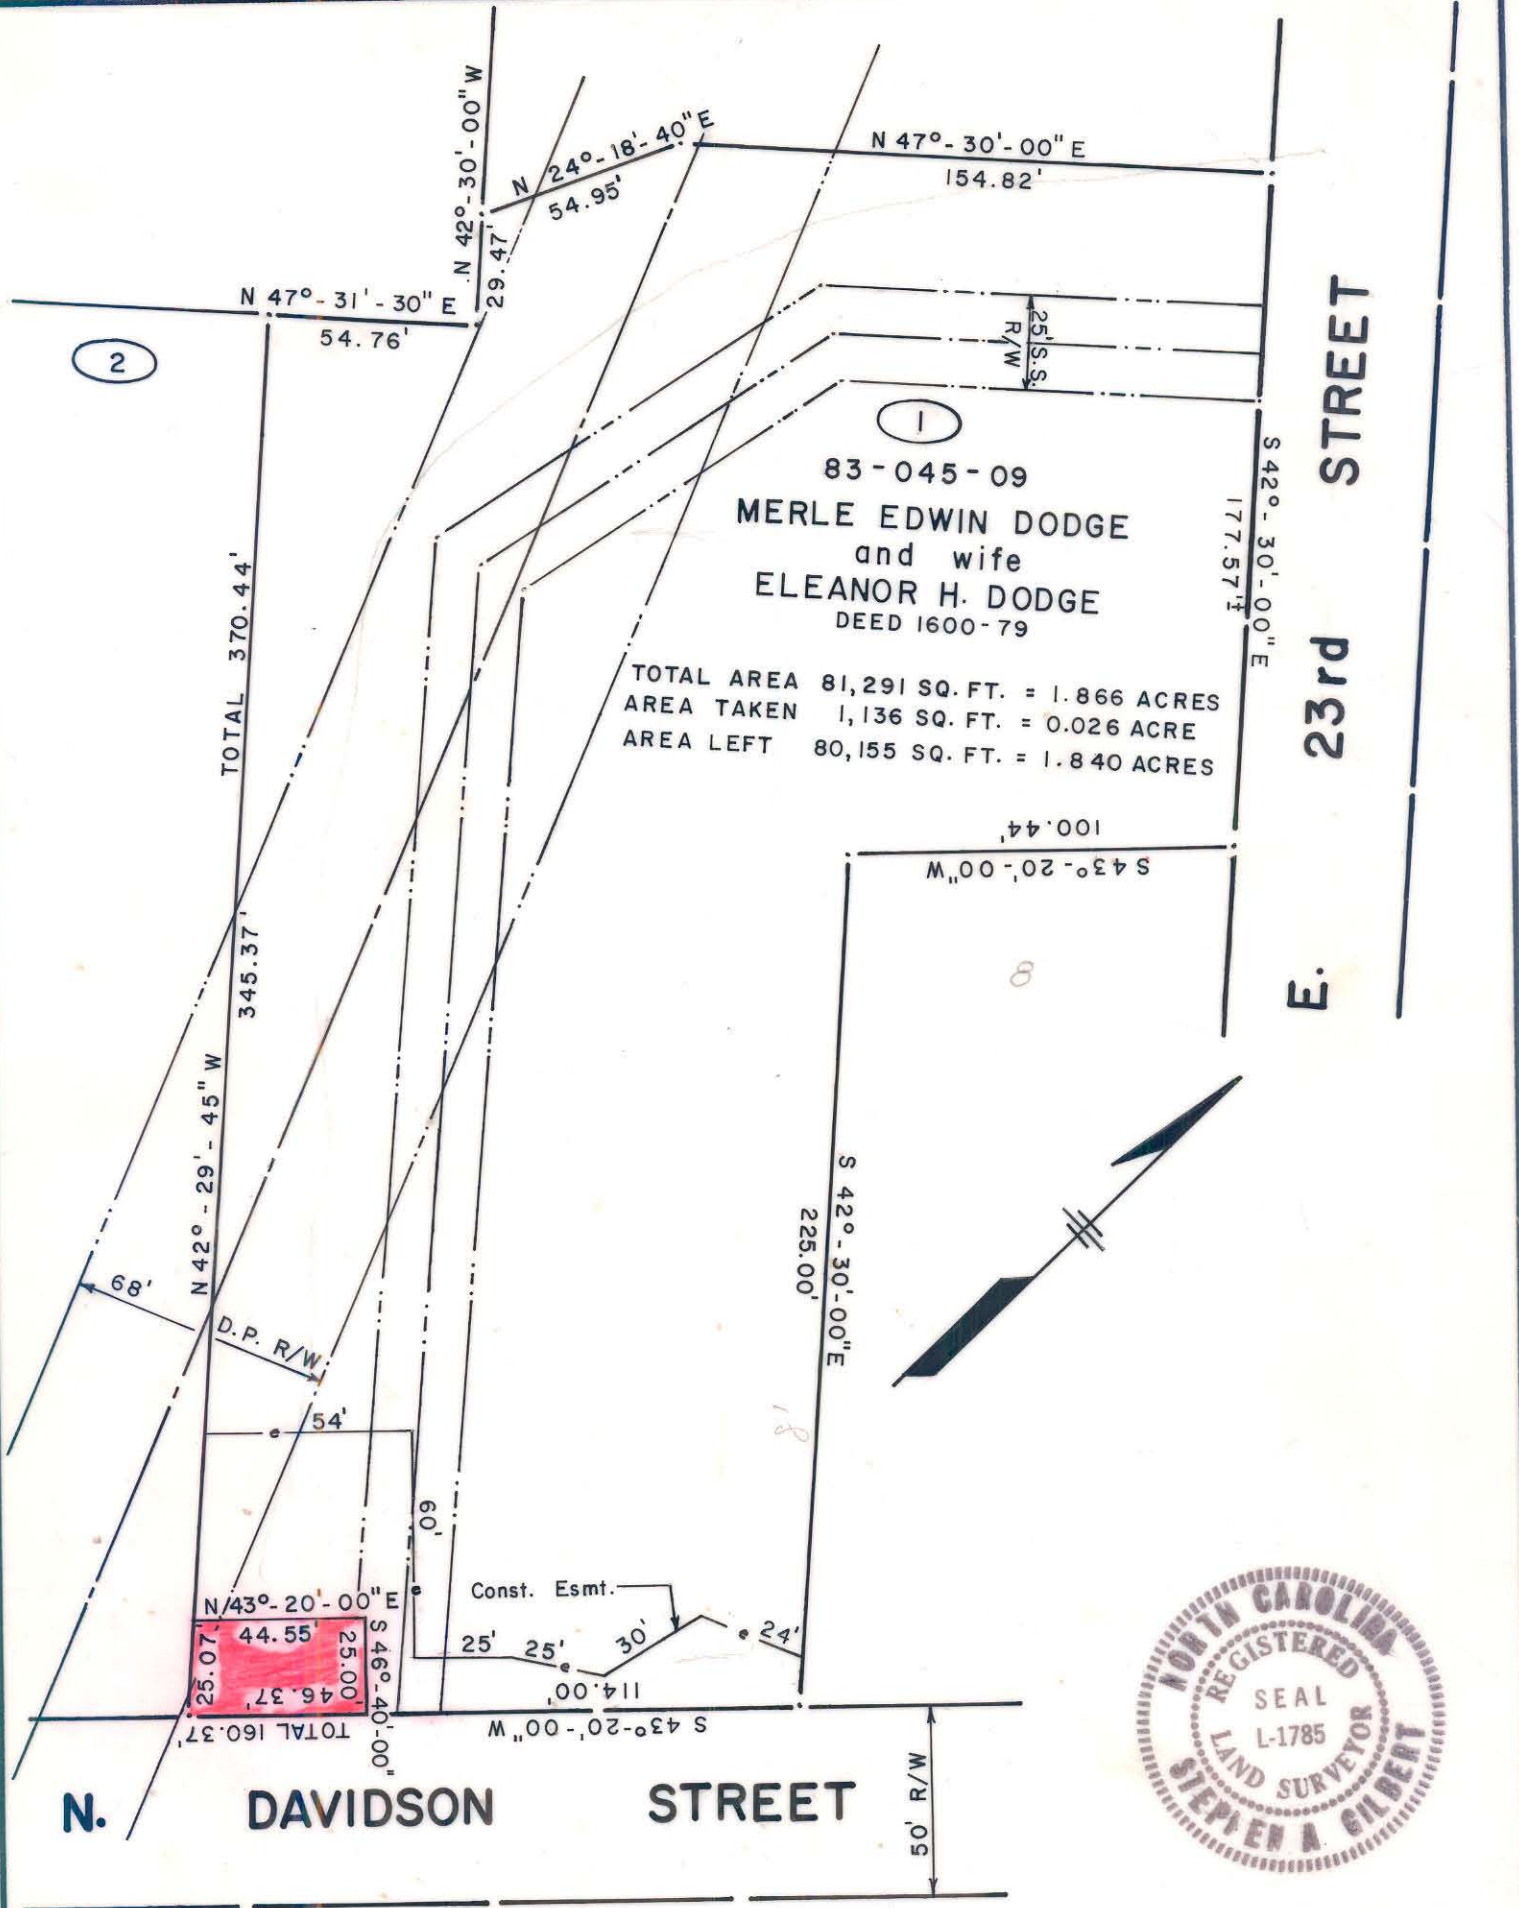 N 42°-30'-00" W
29.47'
N 24°-18'-40" E
54.95'
N 47°-30'-00" E
154.82'
N 47°-31'-30" E
54.76'
2
25' S.S.
R/W
1
83-045-09
MERLE EDWIN DODGE
and wife
ELEANOR H. DODGE
DEED 1600-79
TOTAL AREA 81,291 SQ. FT. = 1.866 ACRES
AREA TAKEN 1,136 SQ. FT. = 0.026 ACRE
AREA LEFT 80,155 SQ. FT. = 1.840 ACRES
S 42°-30'-00" E
177.57'±
E. 23rd STREET
TOTAL 370.44'
345.37'
N 42°-29'-45" W
100.44'
S 43°-20'-00" W
8
S 42°-30'-00" E
225.00'
18
68'
D.P. R/W
54'
e
60'
e
N 43°-20'-00" E
44.55'
25.07'
25.00'
46.37'
S 46°-40'-00"
TOTAL 160.37'
Const. Esmt.
25'
25'
e
30'
e
24'
114.00'
S 43°-20'-00" W
N. DAVIDSON STREET
50' R/W
NORTH CAROLINA
REGISTERED
SEAL
L-1785
LAND SURVEYOR
STEPHEN A GILBERT